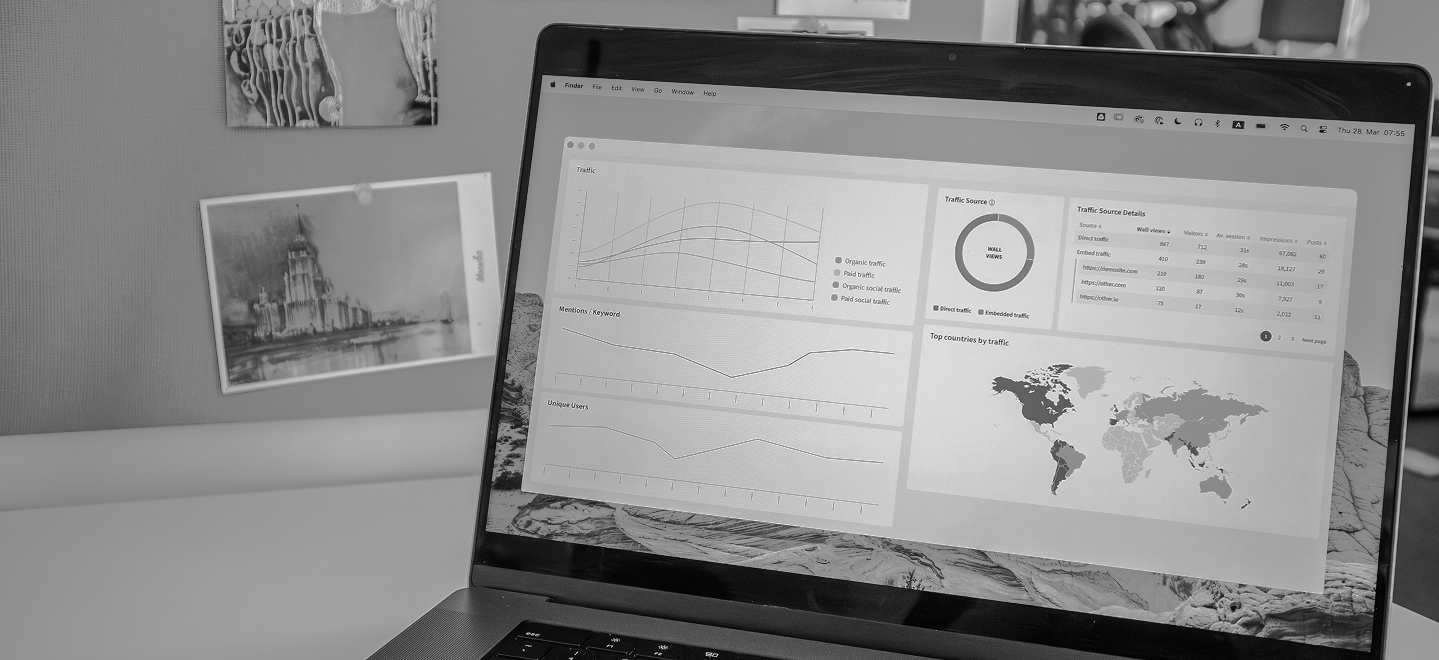 Finder File Edit View Go Window Help
Thu 28. Mar 07:55
Traffic
Organic traffic
Paid traffic
Organic social traffic
Paid social traffic
Mentions / Keyword
Unique Users
Traffic Source
WALL
VIEWS
Direct traffic Embedded traffic
Traffic Source Details
Source Wall views Visitors Av. session Impressions Posts
Direct traffic 867 712 31s 67,082 60
Embed traffic 410 239 28s 18,127 26
https://demosite.com 210 180 29s 11,003 17
https://other.com 120 87 30s 7,927 9
https://other.io 75 17 12s 2,012 11
1 2 3 Next page
Top countries by traffic
esc
F1
F2